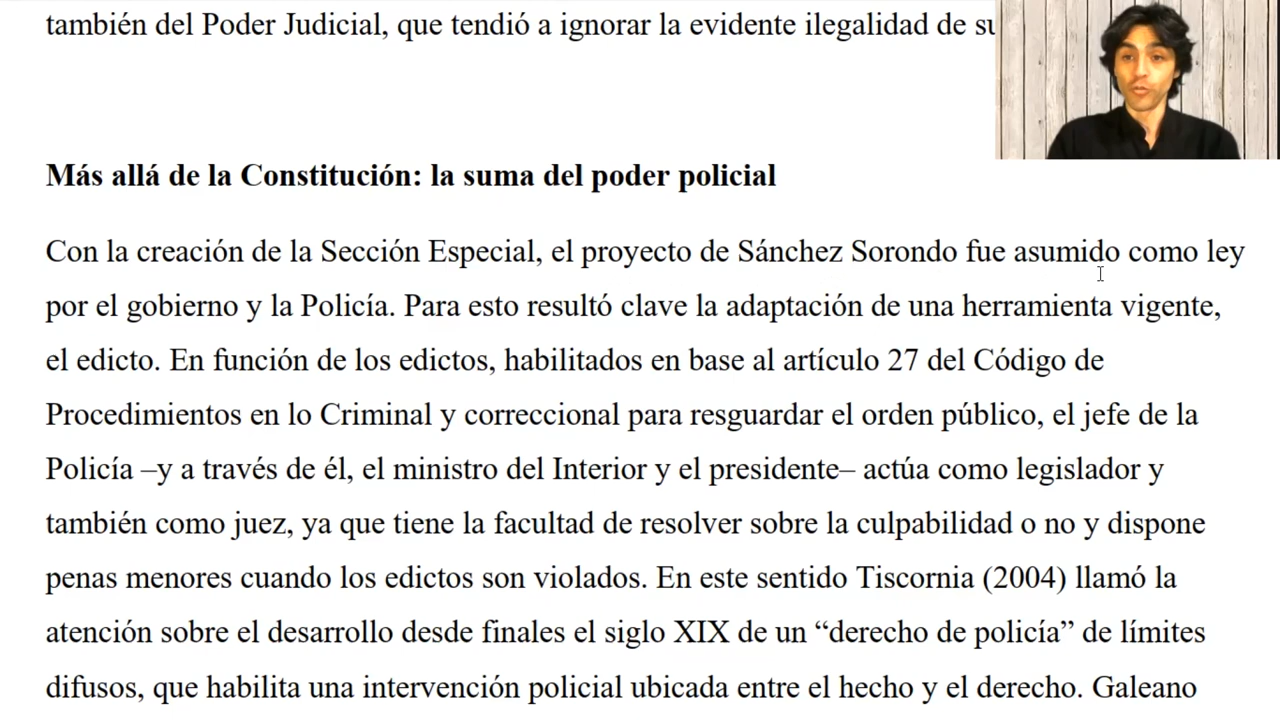 también del Poder Judicial, que tendió a ignorar la evidente ilegalidad de
Más allá de la Constitución: la suma del poder policial
Con la creación de la Sección Especial, el proyecto de Sánchez Sorondo fue asumido como ley
por el gobierno y la Policía. Para esto resultó clave la adaptación de una herramienta vigente,
el edicto. En función de los edictos, habilitados en base al artículo 27 del Código de
Procedimientos en lo Criminal y correccional para resguardar el orden público, el jefe de la
Policía –y a través de él, el ministro del Interior y el presidente– actúa como legislador y
también como juez, ya que tiene la facultad de resolver sobre la culpabilidad o no y dispone
penas menores cuando los edictos son violados. En este sentido Tiscornia (2004) llamó la
atención sobre el desarrollo desde finales el siglo XIX de un “derecho de policía” de límites
difusos, que habilita una intervención policial ubicada entre el hecho y el derecho. Galeano